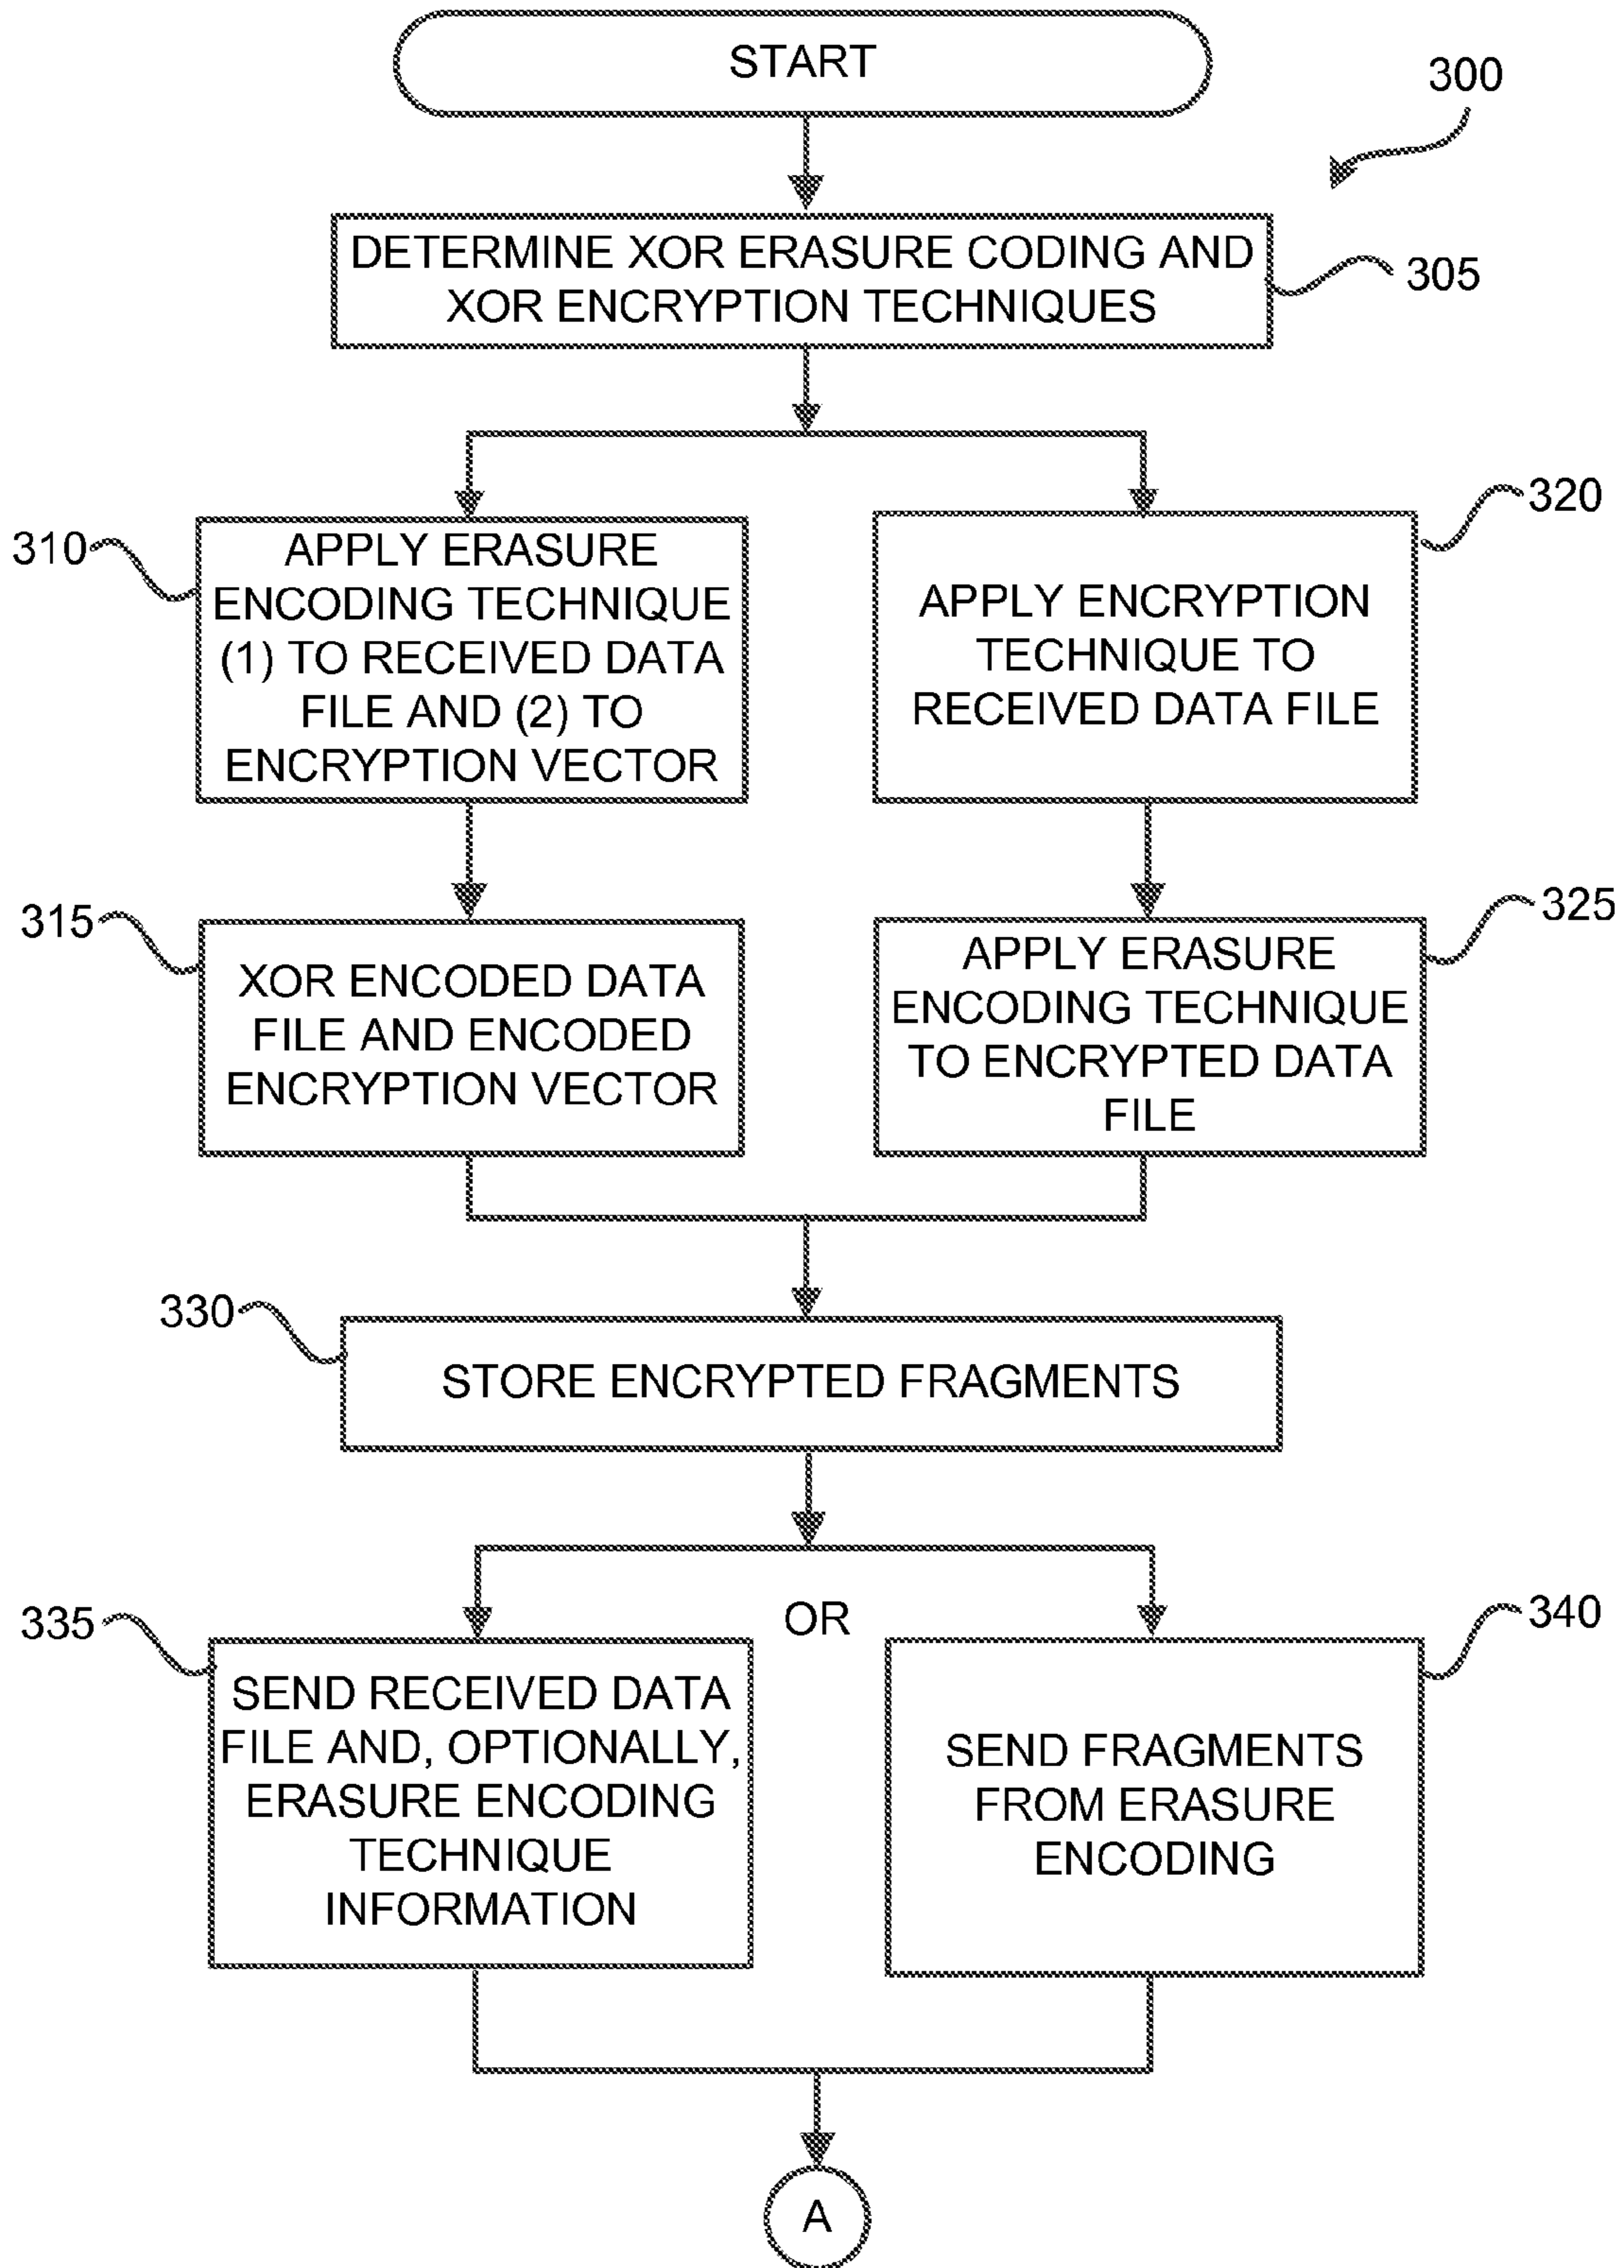 START
300
DETERMINE XOR ERASURE CODING AND
XOR ENCRYPTION TECHNIQUES
305
310
APPLY ERASURE
ENCODING TECHNIQUE
(1) TO RECEIVED DATA
FILE AND (2) TO
ENCRYPTION VECTOR
320
APPLY ENCRYPTION
TECHNIQUE TO
RECEIVED DATA FILE
315
XOR ENCODED DATA
FILE AND ENCODED
ENCRYPTION VECTOR
325
APPLY ERASURE
ENCODING TECHNIQUE
TO ENCRYPTED DATA
FILE
330
STORE ENCRYPTED FRAGMENTS
335
SEND RECEIVED DATA
FILE AND, OPTIONALLY,
ERASURE ENCODING
TECHNIQUE
INFORMATION
OR
340
SEND FRAGMENTS
FROM ERASURE
ENCODING
A